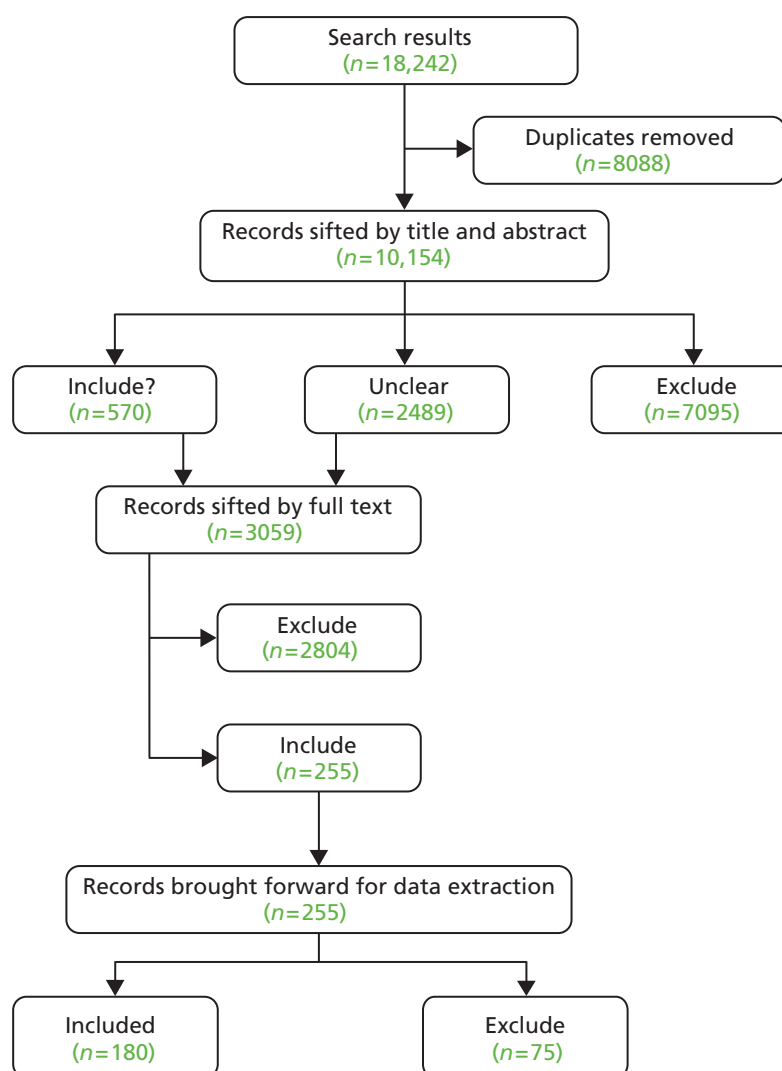 Search results
(n=18,242)
Duplicates removed
(n=8088)
Records sifted by title and abstract
(n=10,154)
Include?
(n=570)
Unclear
(n=2489)
Exclude
(n=7095)
Records sifted by full text
(n=3059)
Exclude
(n=2804)
Include
(n=255)
Records brought forward for data extraction
(n=255)
Included
(n=180)
Exclude
(n=75)